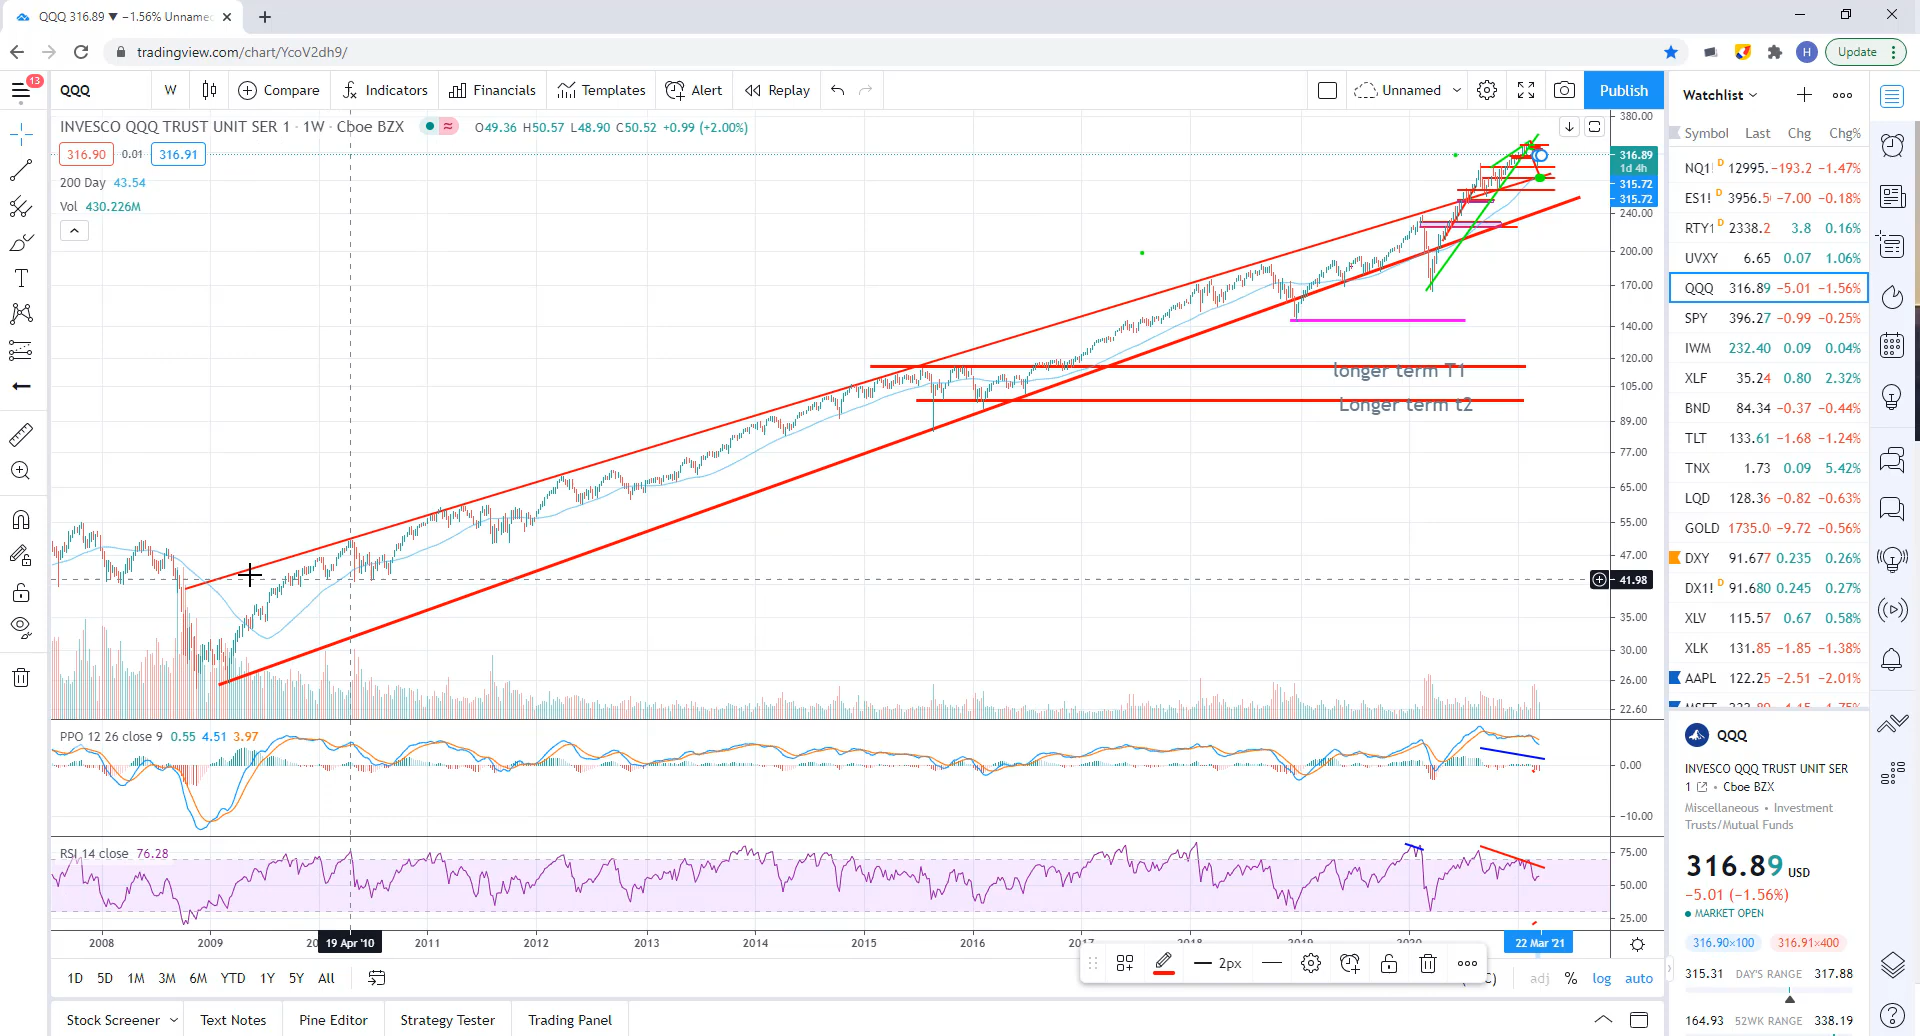 QQQ 316.89 ▼ −1.56% Unnamed
tradingview.com/chart/YcoV2dh9/
H
Update
13
QQQ
W
Compare
Indicators
Financials
Templates
Alert
Replay
Unnamed
Publish
INVESCO QQQ TRUST UNIT SER 1 · 1W · Cboe BZX
O49.36 H50.57 L48.90 C50.52 +0.99 (+2.00%)
316.90 0.01 316.91
200 Day 43.54
Vol 430.226M
longer term T1
Longer term t2
380.00
316.89
1d 4h
315.72
315.72
240.00
200.00
170.00
140.00
120.00
105.00
89.00
77.00
65.00
55.00
47.00
41.98
35.00
30.00
26.00
22.60
PPO 12 26 close 9 0.55 4.51 3.97
0.00
−10.00
RSI 14 close 76.28
75.00
50.00
25.00
2008 2009 19 Apr '10 2011 2012 2013 2014 2015 2016 2017 2018 2019 2020 22 Mar '21
2px
1D 5D 1M 3M 6M YTD 1Y 5Y All
adj % log auto
Stock Screener
Text Notes
Pine Editor
Strategy Tester
Trading Panel
Watchlist
Symbol Last Chg Chg%
NQ1! D 12995. −193.2 −1.47%
ES1! D 3956.50 −7.00 −0.18%
RTY1 D 2338.2 3.8 0.16%
UVXY 6.65 0.07 1.06%
QQQ 316.89 −5.01 −1.56%
SPY 396.27 −0.99 −0.25%
IWM 232.40 0.09 0.04%
XLF 35.24 0.80 2.32%
BND 84.34 −0.37 −0.44%
TLT 133.61 −1.68 −1.24%
TNX 1.73 0.09 5.42%
LQD 128.36 −0.82 −0.63%
GOLD 1735.0 −9.72 −0.56%
DXY 91.677 0.235 0.26%
DX1! D 91.680 0.245 0.27%
XLV 115.57 0.67 0.58%
XLK 131.85 −1.85 −1.38%
AAPL 122.25 −2.51 −2.01%
QQQ
INVESCO QQQ TRUST UNIT SER
1 • Cboe BZX
Miscellaneous • Investment
Trusts/Mutual Funds
316.89 USD
−5.01 (−1.56%)
MARKET OPEN
316.90×100 316.91×400
315.31 DAY'S RANGE 317.88
164.93 52WK RANGE 338.19